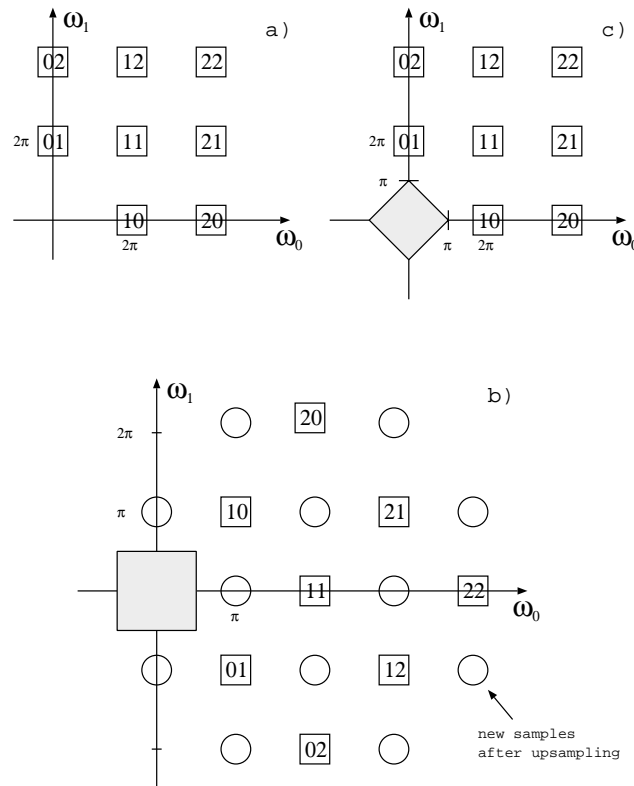 ω1 a)
02 12 22
2π 01 11 21
10 20
2π ω0
ω1 c)
02 12 22
2π 01 11 21
π
10 20
π 2π ω0
ω1 b)
2π 20
π 10 21
11 22
π ω0
01 12
02
new samples
after upsampling